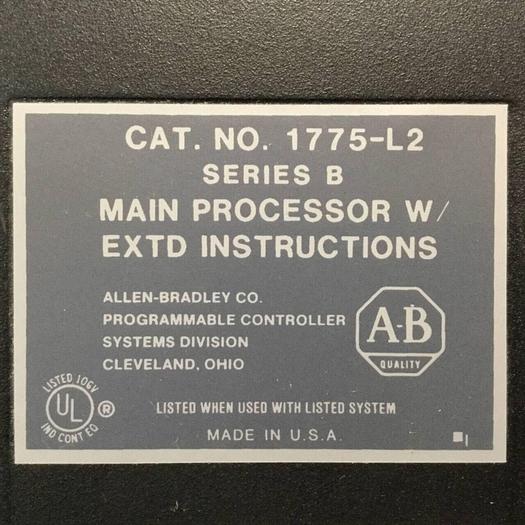 CAT. NO. 1775-L2
SERIES B
MAIN PROCESSOR W/
EXTD INSTRUCTIONS
ALLEN-BRADLEY CO.
PROGRAMMABLE CONTROLLER
SYSTEMS DIVISION
CLEVELAND, OHIO
A-B
QUALITY
LISTED 10GV
UL ®
IND CONT EQ
LISTED WHEN USED WITH LISTED SYSTEM
MADE IN U.S.A.